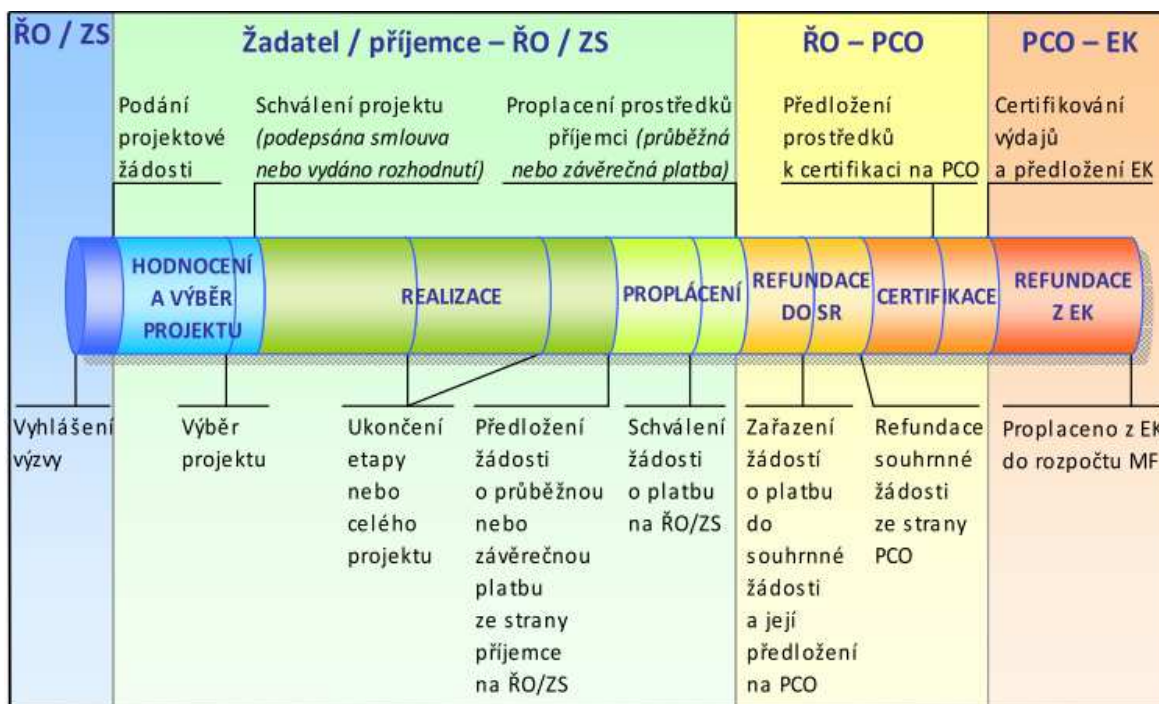 ŘO / ZS
Žadatel / příjemce – ŘO / ZS
ŘO – PCO
PCO – EK
Podání
projektové
žádosti
Schválení projektu
(podepsána smlouva
nebo vydáno rozhodnutí)
Proplacení prostředků
příjemci (průběžná
nebo závěrečná platba)
Předložení
prostředků
k certifikaci na PCO
Certifikování
výdajů
a předložení EK
HODNOCENÍ
A VÝBĚR
PROJEKTU
REALIZACE
PROPLÁCENÍ
REFUNDACE
DO SR
CERTIFIKACE
REFUNDACE
Z EK
Vyhlášení
výzvy
Výběr
projektu
Ukončení
etapy
nebo
celého
projektu
Předložení
žádosti
o průběžnou
nebo
závěrečnou
platbu
ze strany
příjemce
na ŘO/ZS
Schválení
žádosti
o platbu
na ŘO/ZS
Zařazení
žádostí
o platbu
do
souhrnné
žádosti
a její
předložení
na PCO
Refundace
souhrnné
žádosti
ze strany
PCO
Proplaceno z EK
do rozpočtu MF